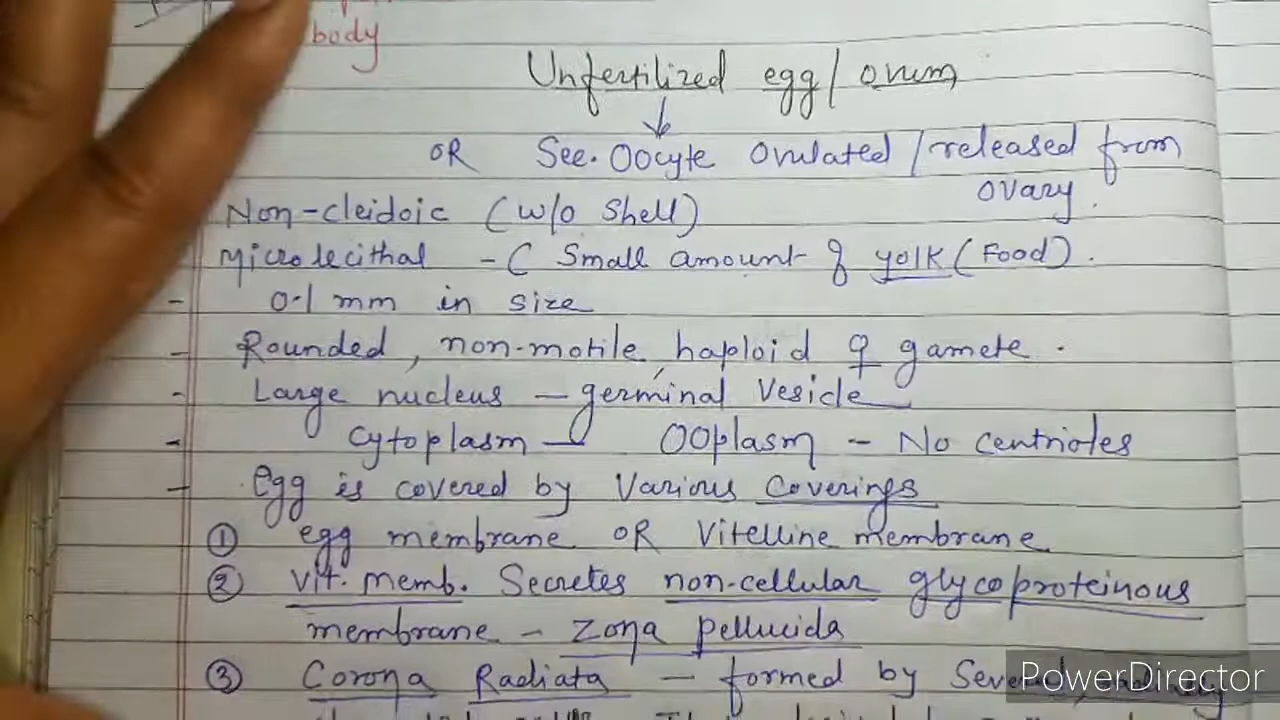 body
Unfertilized egg/ovum
↓
OR Sec. Oocyte Ovulated/released from
ovary.
Non-cleidoic (w/o Shell)
Microlecithal - ( Small amount of yolk (Food).
- 0.1 mm in size
- Rounded, non-motile, haploid ♀ gamete.
- Large nucleus — germinal vesicle
- Cytoplasm — Ooplasm - No centrioles
- Egg is covered by various coverings
① egg membrane OR Vitelline membrane
② Vit. memb. Secretes non-cellular glycoproteinous
membrane - Zona pellucida
③ Corona Radiata — formed by
PowerDirector